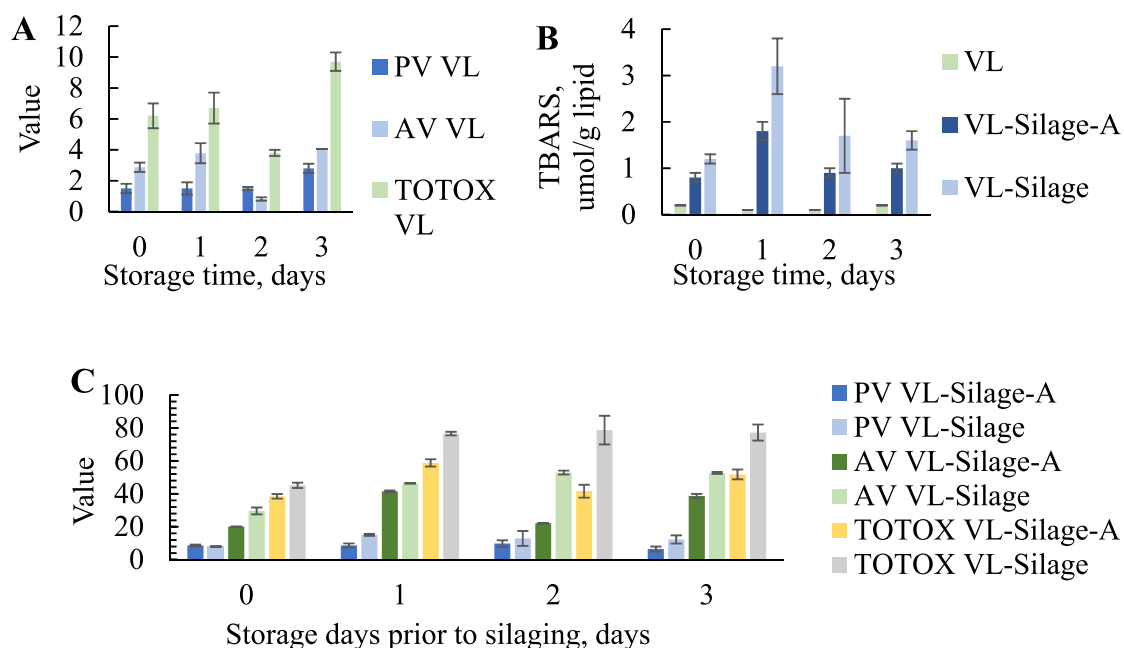 A
12
10
8
6
4
2
0
Value
0 1 2 3
Storage time, days
PV VL
AV VL
TOTOX
VL
B
4
3
2
1
0
TBARS,
umol/g lipid
0 1 2 3
Storage time, days
VL
VL-Silage-A
VL-Silage
C
100
80
60
40
20
0
Value
0 1 2 3
Storage days prior to silaging, days
PV VL-Silage-A
PV VL-Silage
AV VL-Silage-A
AV VL-Silage
TOTOX VL-Silage-A
TOTOX VL-Silage